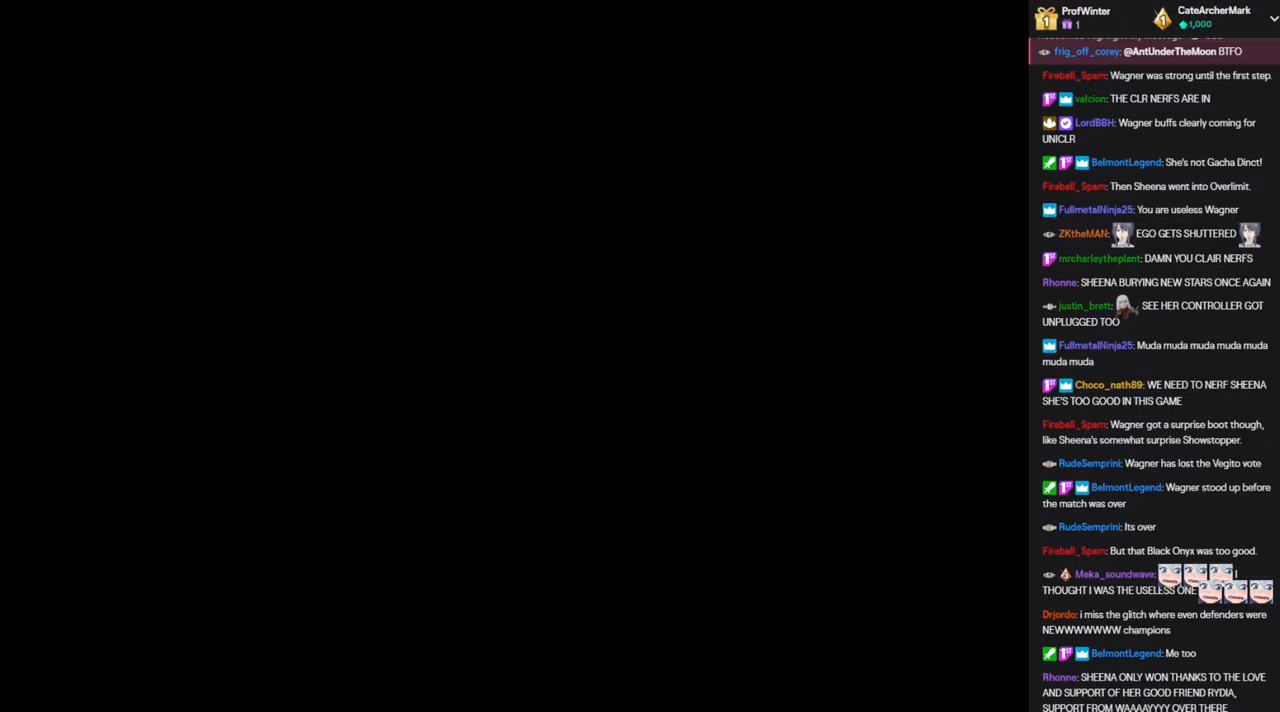 ProfWinter
1
1
CateArcherMark
1
1,000
frig_off_corey: @AntUnderTheMoon BTFO
Fireball_Spam: Wagner was strong until the first step.
1ST valcion: THE CLR NERFS ARE IN
LordBBH: Wagner buffs clearly coming for
UNICLR
1ST BelmontLegend: She's not Gacha Dinct!
Fireball_Spam: Then Sheena went into Overlimit.
FullmetalNinja25: You are useless Wagner
ZKtheMAN: EGO GETS SHUTTERED
1ST mrcharleytheplant: DAMN YOU CLAIR NERFS
Rhonne: SHEENA BURYING NEW STARS ONCE AGAIN
justin_brett: SEE HER CONTROLLER GOT
UNPLUGGED TOO
FullmetalNinja25: Muda muda muda muda muda
muda muda
1ST Choco_nath89: WE NEED TO NERF SHEENA
SHE'S TOO GOOD IN THIS GAME
Fireball_Spam: Wagner got a surprise boot though,
like Sheena's somewhat surprise Showstopper.
RudeSemprini: Wagner has lost the Vegito vote
1ST BelmontLegend: Wagner stood up before
the match was over
RudeSemprini: Its over
Fireball_Spam: But that Black Onyx was too good.
Meka_soundwave: I
THOUGHT I WAS THE USELESS ONE
Drjordo: i miss the glitch where even defenders were
NEWWWWWWW champions
1ST BelmontLegend: Me too
Rhonne: SHEENA ONLY WON THANKS TO THE LOVE
AND SUPPORT OF HER GOOD FRIEND RYDIA,
SUPPORT FROM WAAAAYYYY OVER THERE